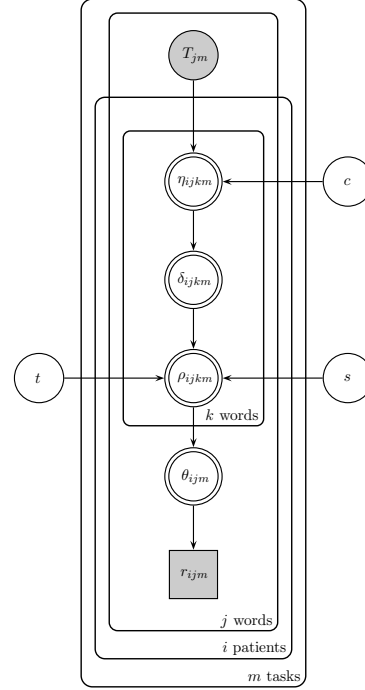 T_{jm}
η_{ijkm}
c
δ_{ijkm}
t
ρ_{ijkm}
s
k words
θ_{ijm}
r_{ijm}
j words
i patients
m tasks